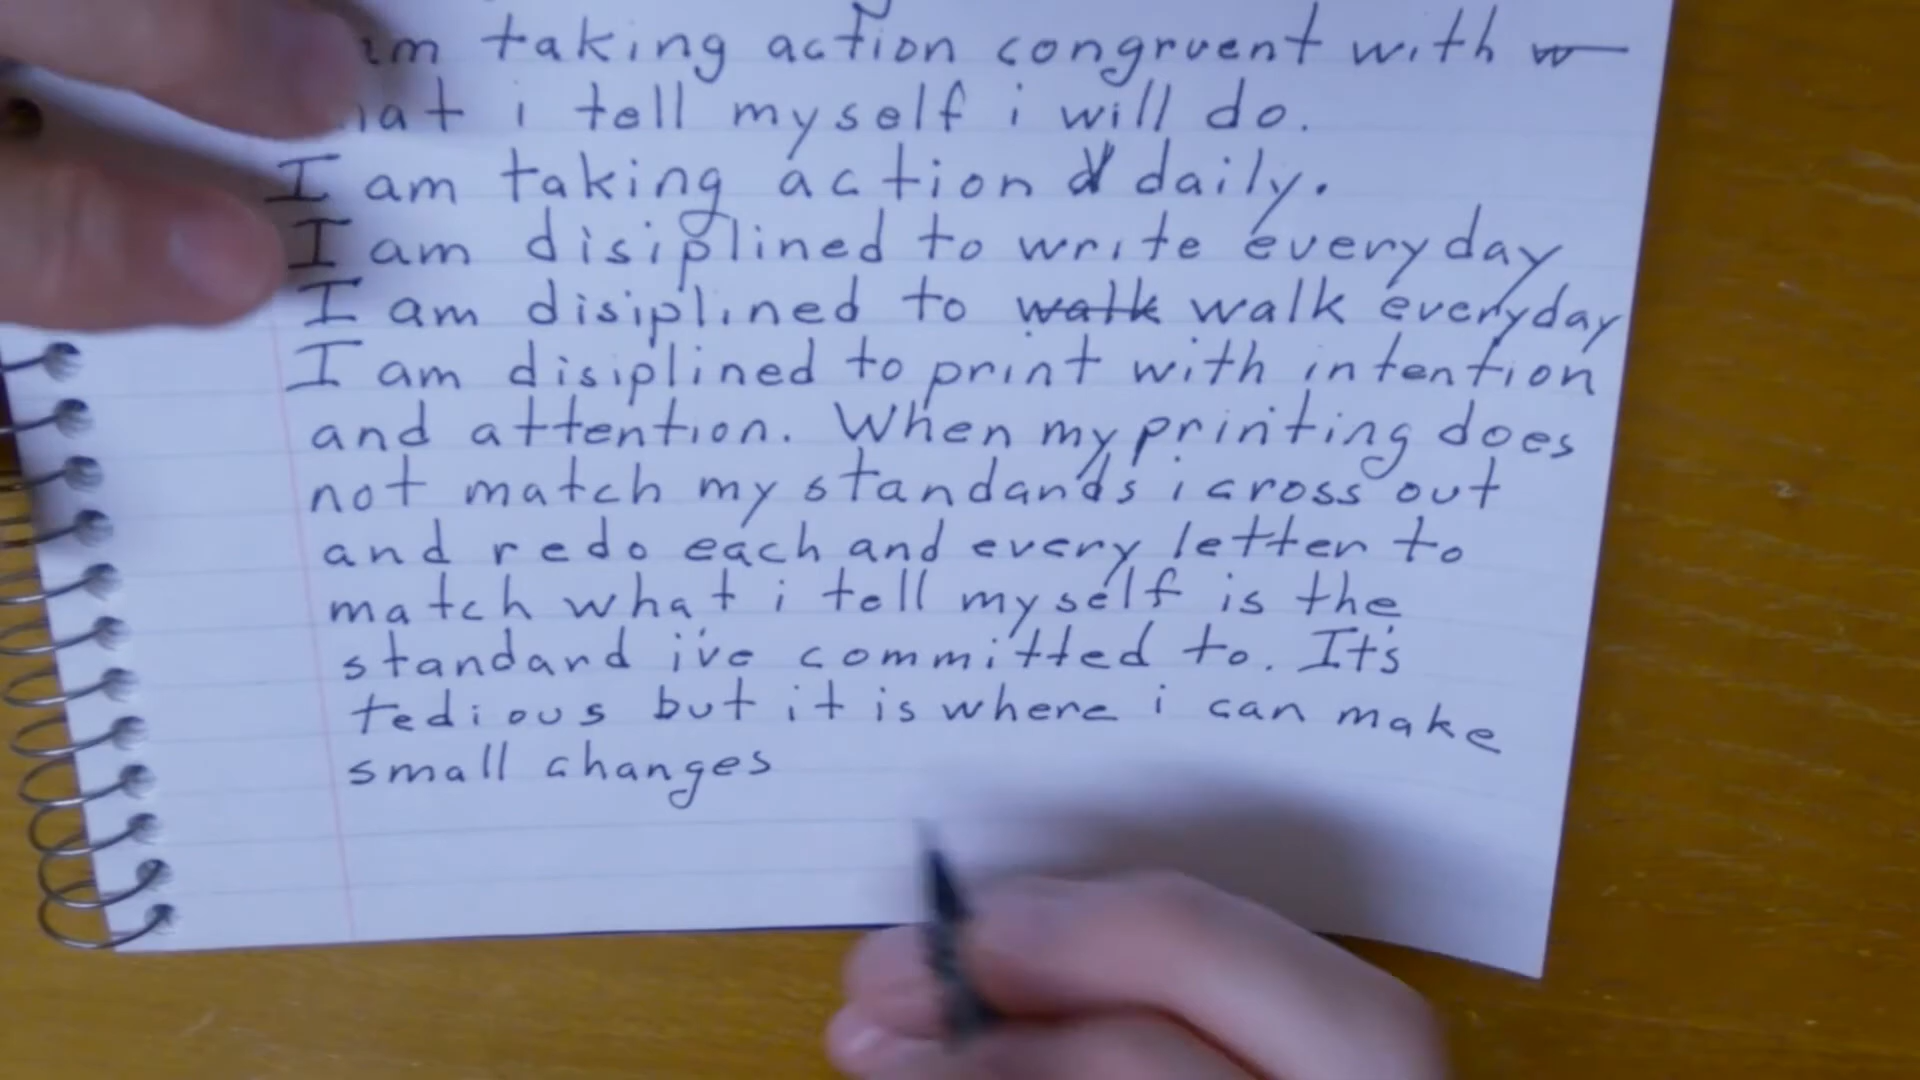 am taking action congruent with w
hat i tell myself i will do.
I am taking action d daily.
I am disiplined to write everyday
I am disiplined to walk walk everyday
I am disiplined to print with intention
and attention. When my printing does
not match my standards i cross out
and redo each and every letter to
match what i tell myself is the
standard i've committed to. It's
tedious but it is where i can make
small changes